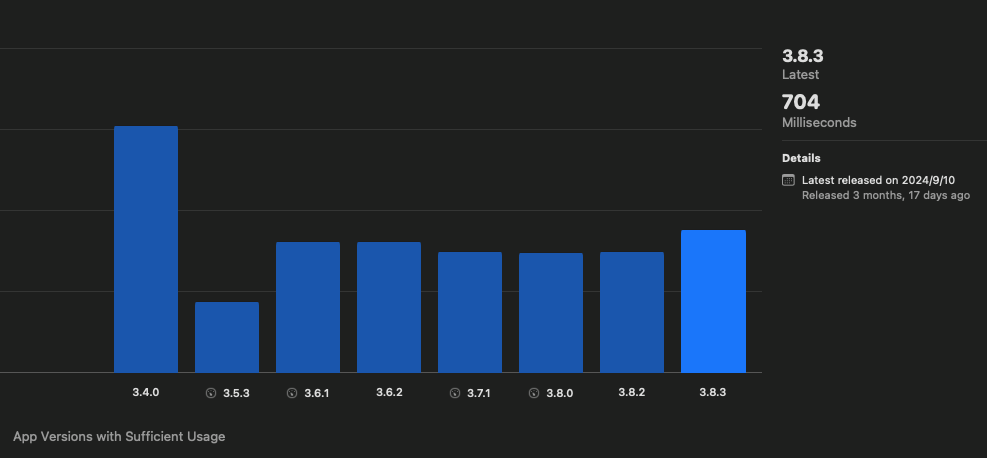 3.8.3
Latest
704
Milliseconds
Details
Latest released on 2024/9/10
Released 3 months, 17 days ago
3.4.0 3.5.3 3.6.1 3.6.2 3.7.1 3.8.0 3.8.2 3.8.3
App Versions with Sufficient Usage